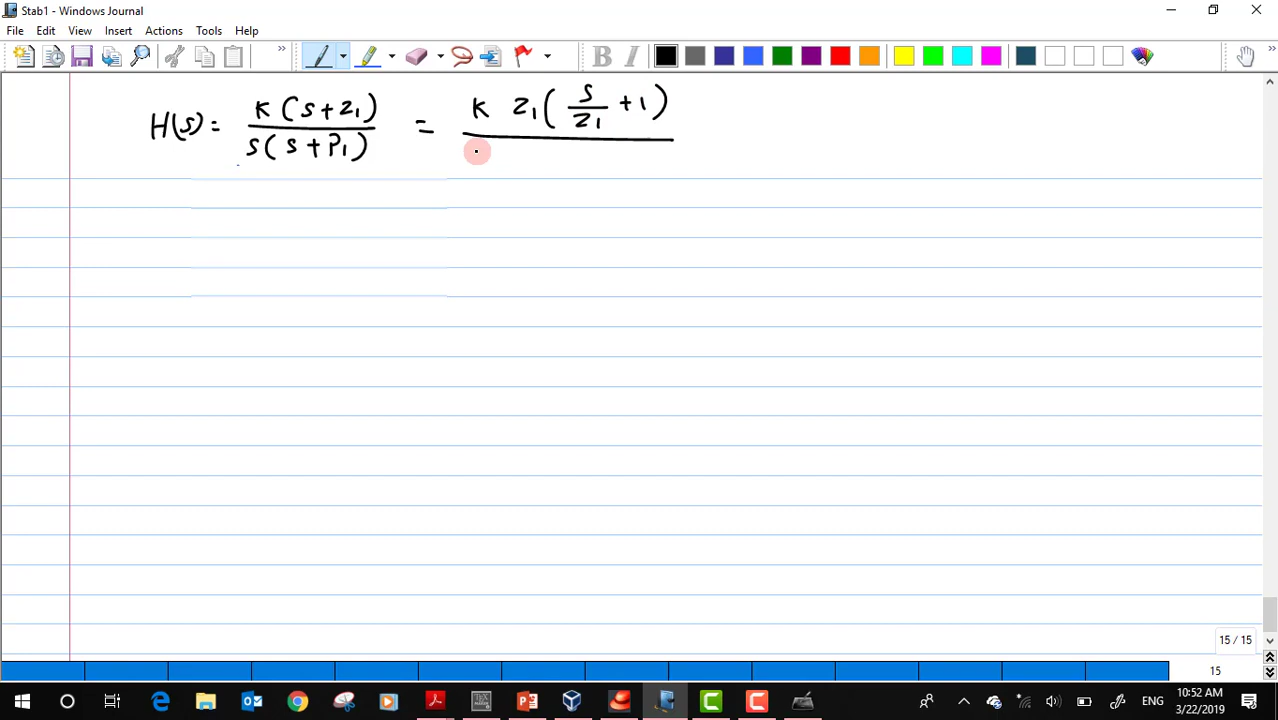 Stab1 - Windows Journal
File Edit View Insert Actions Tools Help
H(s) = K(s+z₁) / s(s+P₁) = K z₁(s/z₁ + 1)
15 / 15
15
ENG
10:52 AM
3/22/2019